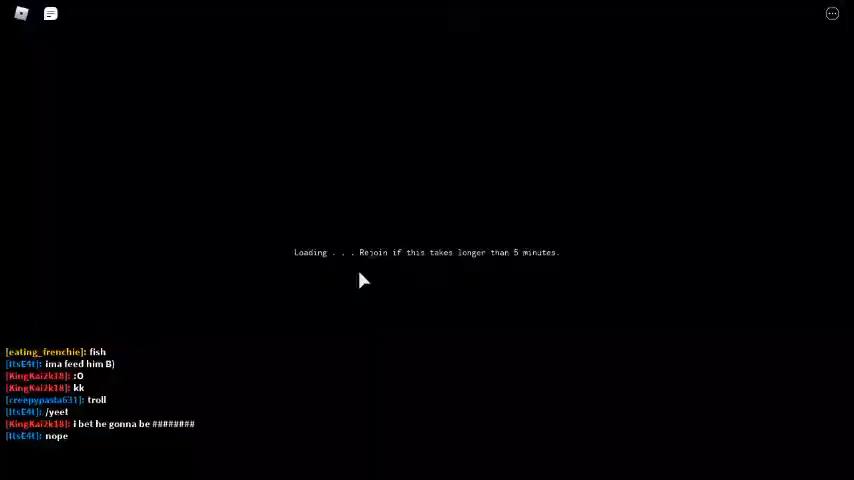 Loading . . . Rejoin if this takes longer than 5 minutes.
[eating_frenchie]: fish
[ItsE4t]: ima feed him B)
[KingKai2k18]: :O
[KingKai2k18]: kk
[creepypasta631]: troll
[ItsE4t]: /yeet
[KingKai2k18]: i bet he gonna be ########
[ItsE4t]: nope